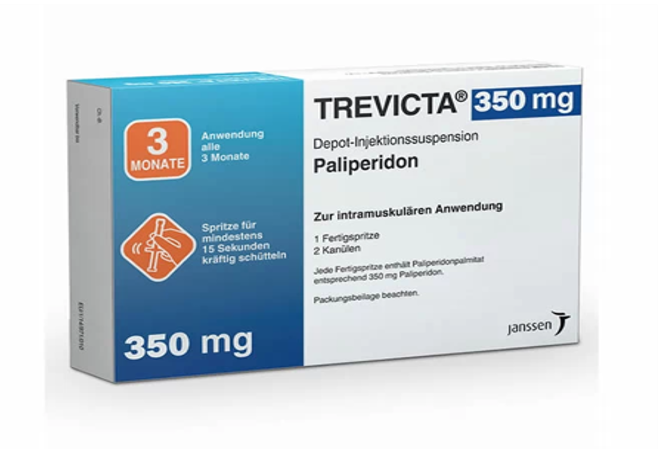 TREVICTA® 350 mg
Depot-Injektionssuspension
Paliperidon
Zur intramuskulären Anwendung
1 Fertigspritze
2 Kanülen
Jede Fertigspritze enthält Paliperidonpalmitat
entsprechend 350 mg Paliperidon.
Packungsbeilage beachten.
janssen
3
MONATE
Anwendung
alle
3 Monate
Spritze für
mindestens
15 Sekunden
kräftig schütteln
350 mg